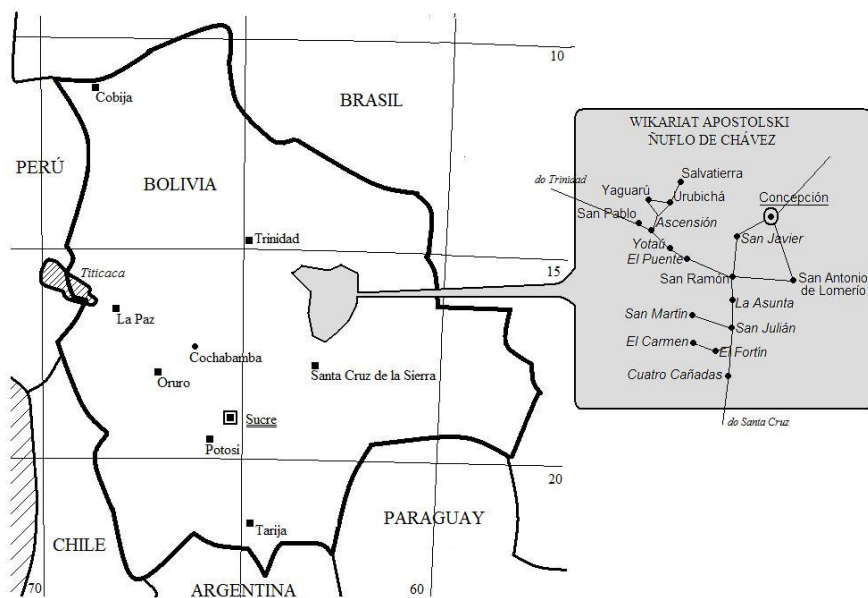 10
Cobija
BRASIL
PERÚ
BOLIVIA
Trinidad
Titicaca
15
La Paz
Cochabamba
Oruro
Santa Cruz de la Sierra
Sucre
Potosi
20
Tarija
PARAGUAY
CHILE
ARGENTINA
70
60
WIKARIAT APOSTOLSKI
ÑUFLO DE CHÁVEZ
do Trinidad
Salvatierra
Yaguarú
Urubichá
Concepción
San Pablo
Ascensión
San Javier
Yotaú
El Puente
San Ramón
San Antonio
de Lomerío
La Asunta
San Martín
San Julián
El Carmen
El Fortín
Cuatro Cañadas
do Santa Cruz